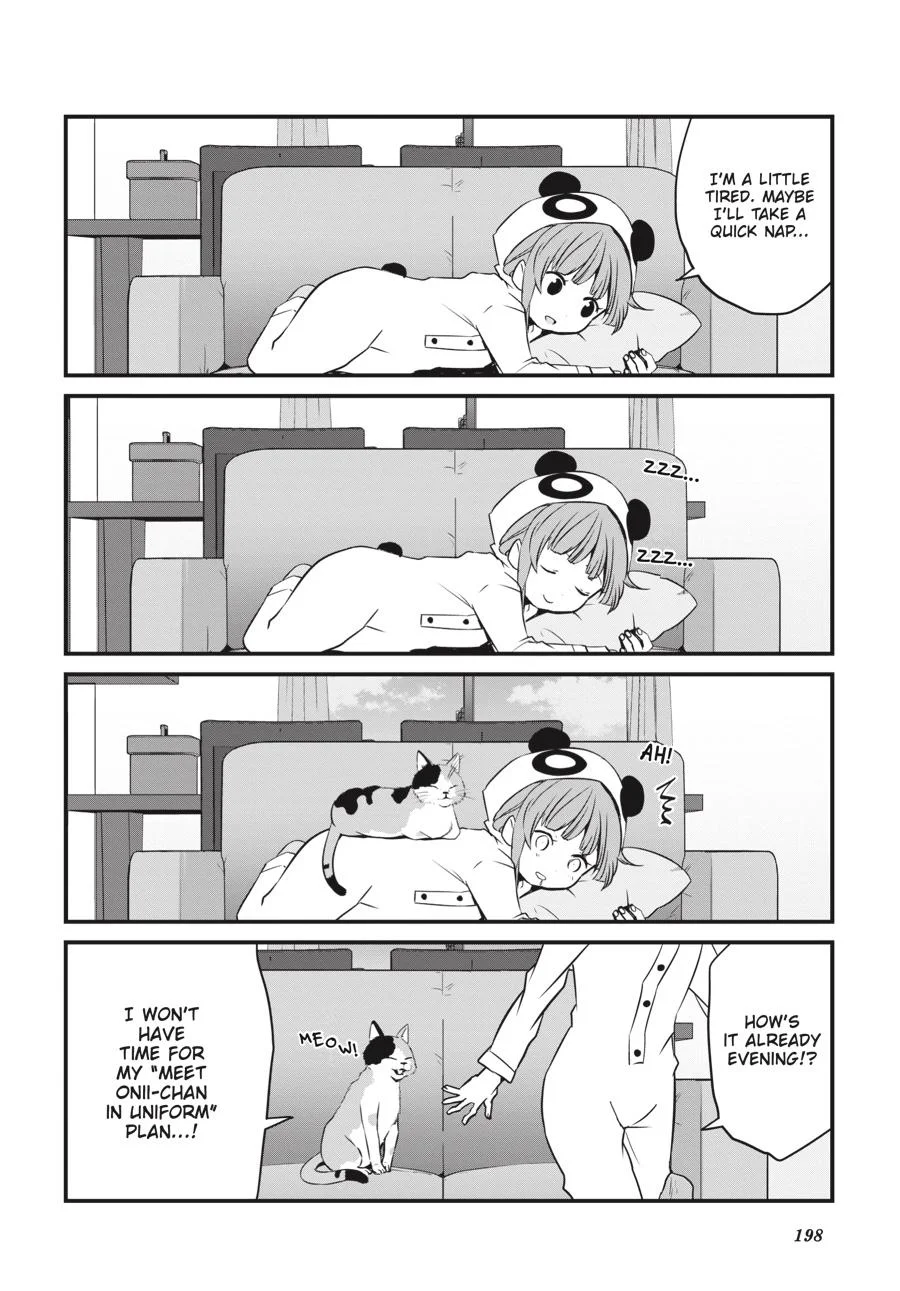 I'M A LITTLE
TIRED. MAYBE
I'LL TAKE A
QUICK NAP...
ZZZ...
ZZZ...
AH!
HOW'S
IT ALREADY
EVENING!?
MEOW!
I WON'T
HAVE
TIME FOR
MY "MEET
ONII-CHAN
IN UNIFORM"
PLAN...!
198